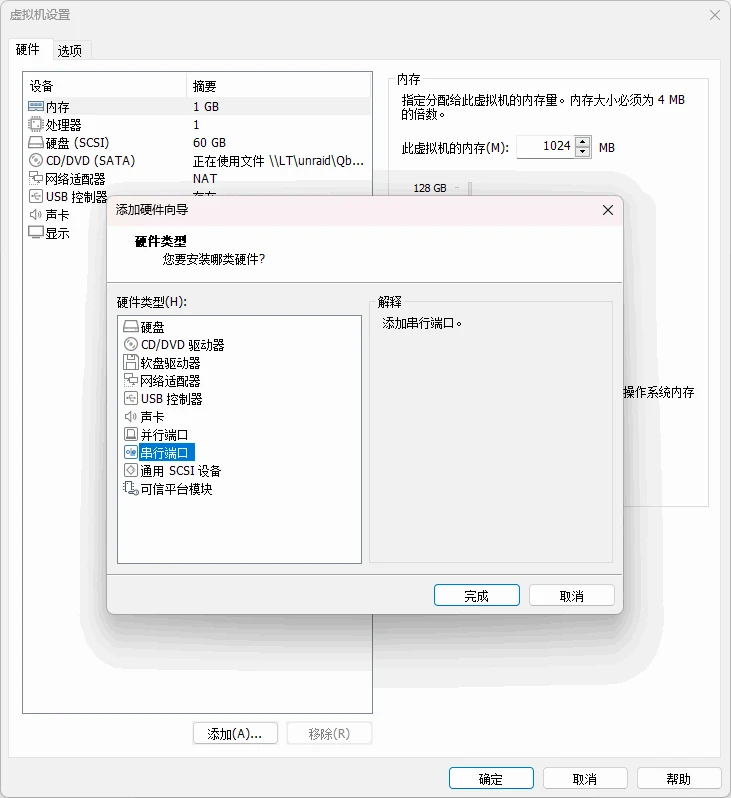 虚拟机设置
硬件 选项
设备 摘要
内存 1 GB
处理器 1
硬盘 (SCSI) 60 GB
CD/DVD (SATA) 正在使用文件 \\LT\unraid\Qb...
网络适配器 NAT
USB 控制器
声卡
显示
内存
指定分配给此虚拟机的内存量。内存大小必须为 4 MB
的倍数。
此虚拟机的内存(M): 1024 MB
128 GB
操作系统内存
添加硬件向导
硬件类型
您要安装哪类硬件?
硬件类型(H):
硬盘
CD/DVD 驱动器
软盘驱动器
网络适配器
USB 控制器
声卡
并行端口
串行端口
通用 SCSI 设备
可信平台模块
解释
添加串行端口。
完成 取消
添加(A)... 移除(R)
确定 取消 帮助